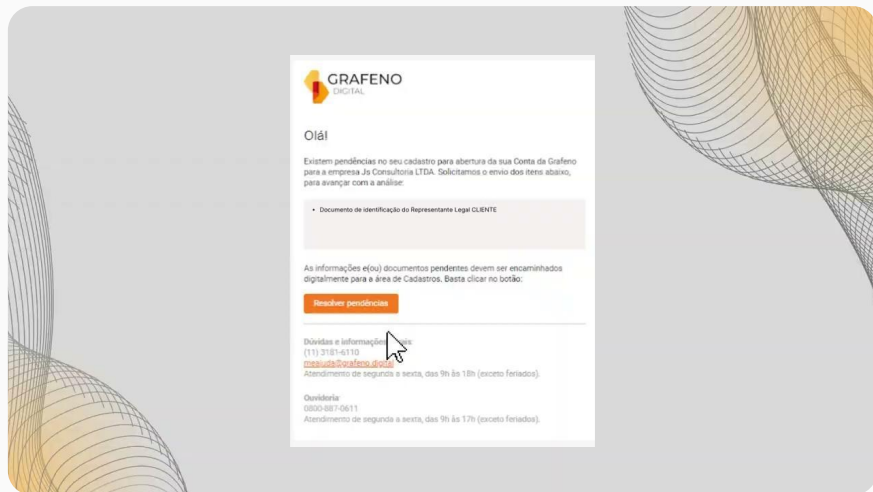 GRAFENO
DIGITAL
Olá!
Existem pendências no seu cadastro para abertura da sua Conta da Grafeno
para a empresa Js Consultoria LTDA. Solicitamos o envio dos itens abaixo,
para avançar com a análise:
• Documento de identificação do Representante Legal CLIENTE
As informações e(ou) documentos pendentes devem ser encaminhados
digitalmente para a área de Cadastros. Basta clicar no botão:
Resolver pendências
Dúvidas e informações
(11) 3181-6110
meajuda@grafeno.digital
Atendimento de segunda a sexta, das 9h às 18h (exceto feriados).
Ouvidoria
0800-887-0611
Atendimento de segunda a sexta, das 9h às 17h (exceto feriados).